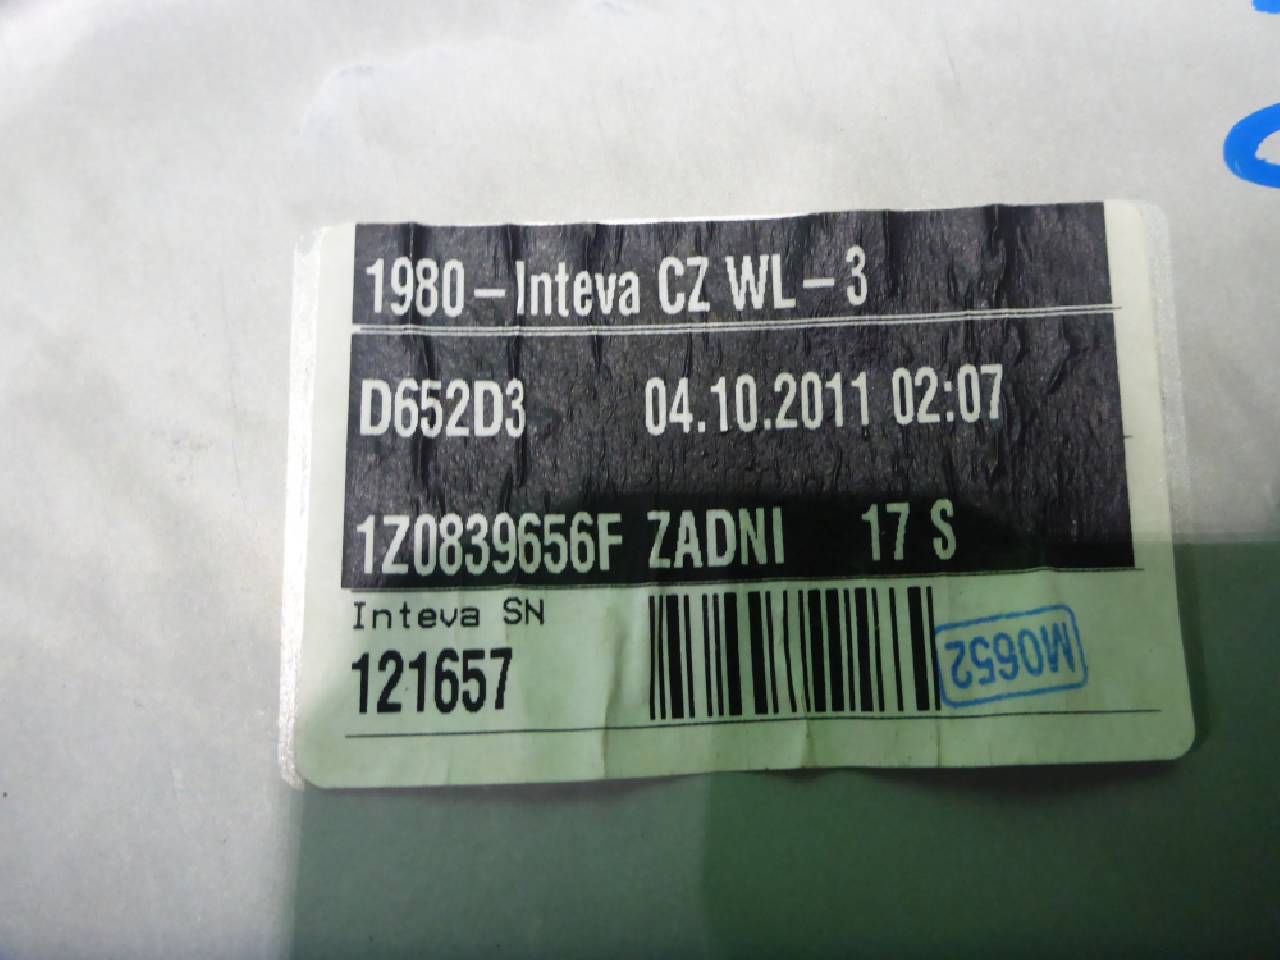 1980 – Inteva CZ WL – 3
D652D3 04.10.2011 02:07
1Z0839656F ZADNI 17 S
Inteva SN
121657
M0652